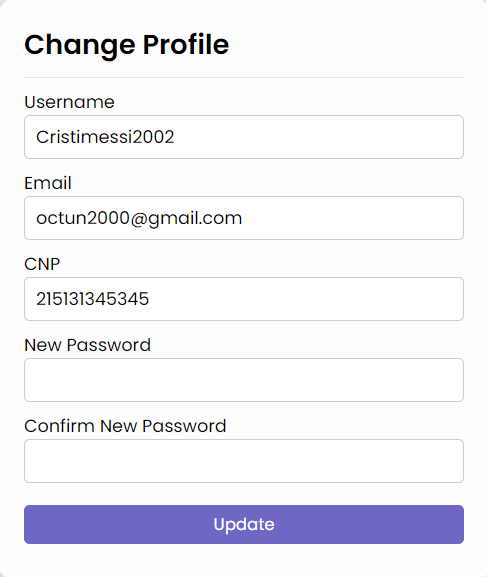 Change Profile
Username
Cristimessi2002
Email
octun2000@gmail.com
CNP
215131345345
New Password
Confirm New Password
Update